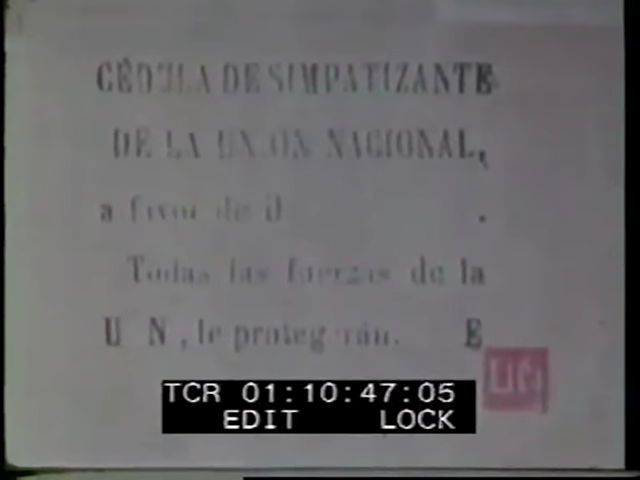 CÉDULA DE SIMPATIZANTE
DE LA UNION NACIONAL,
a favor de d .
Todas las fuerzas de la
U N , le protegerán. E
UN
TCR 01:10:47:05
EDIT LOCK